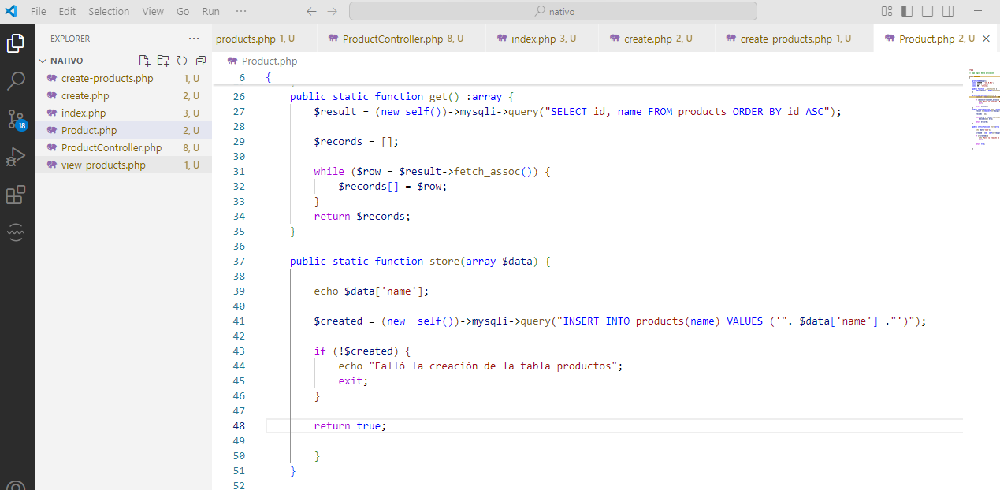 File Edit Selection View Go Run ··· nativo
EXPLORER ···
-products.php 1, U ProductController.php 8, U index.php 3, U create.php 2, U create-products.php 1, U Product.php 2, U
NATIVO
create-products.php 1, U
create.php 2, U
index.php 3, U
Product.php 2, U
ProductController.php 8, U
view-products.php 1, U
18
Product.php
6 {
26 public static function get() :array {
27 $result = (new self())->mysqli->query("SELECT id, name FROM products ORDER BY id ASC");
28
29 $records = [];
30
31 while ($row = $result->fetch_assoc()) {
32 $records[] = $row;
33 }
34 return $records;
35 }
36
37 public static function store(array $data) {
38
39 echo $data['name'];
40
41 $created = (new  self())->mysqli->query("INSERT INTO products(name) VALUES ('". $data['name'] ."')");
42
43 if (!$created) {
44 echo "Falló la creación de la tabla productos";
45 exit;
46 }
47
48 return true;
49
50 }
51 }
52